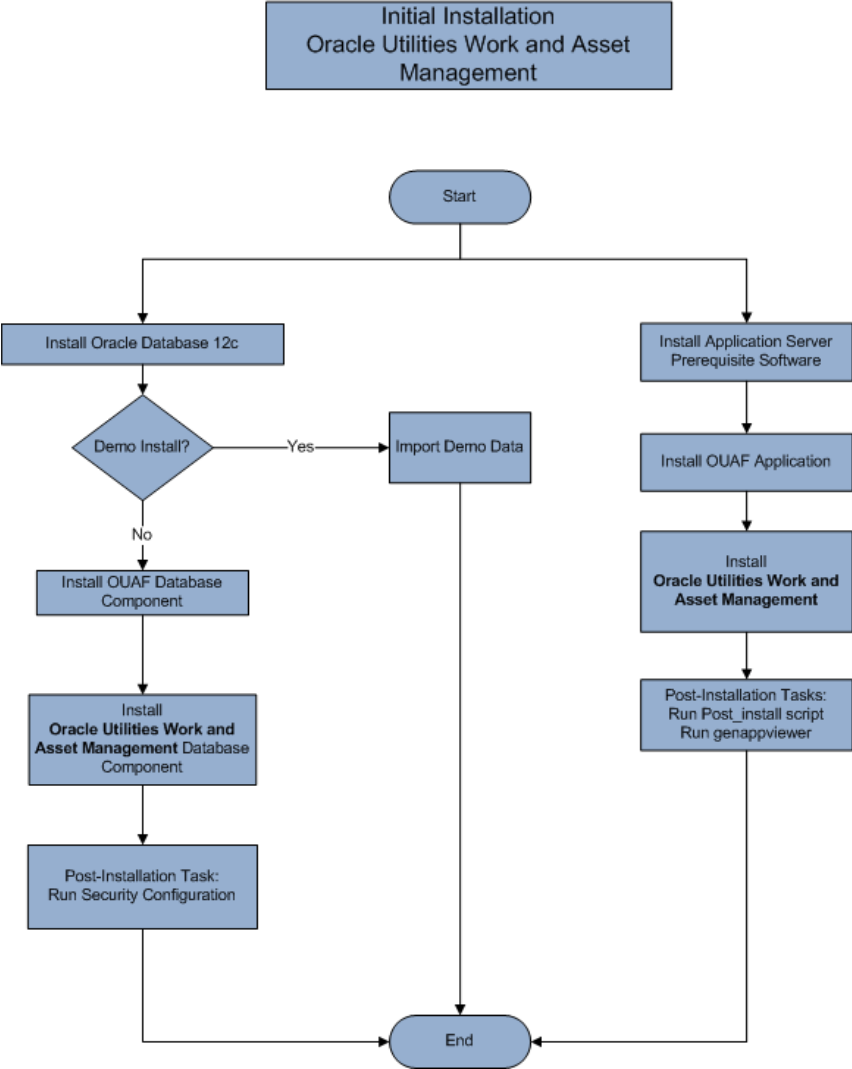 Initial Installation
Oracle Utilities Work and Asset
Management
Start
Install Oracle Database 12c
Demo Install?
Yes
Import Demo Data
No
Install OUAF Database
Component
Install
Oracle Utilities Work and
Asset Management Database
Component
Post-Installation Task:
Run Security Configuration
Install Application Server
Prerequisite Software
Install OUAF Application
Install
Oracle Utilities Work and
Asset Management
Post-Installation Tasks:
Run Post_install script
Run genappviewer
End